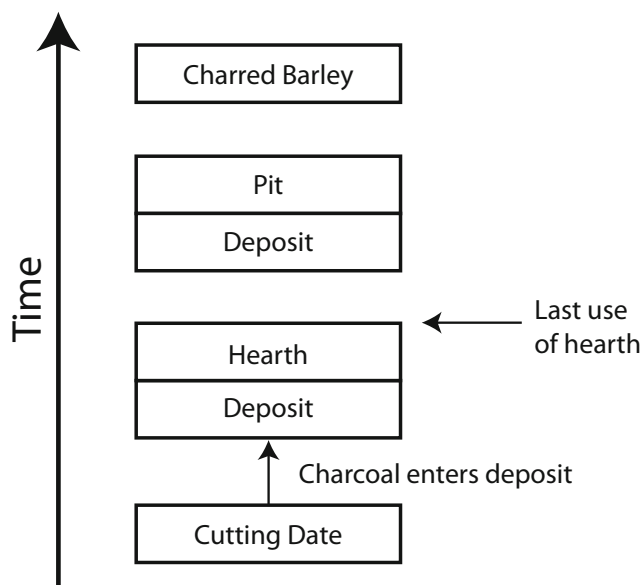 Charred Barley
Pit
Deposit
Time
Last use
of hearth
Hearth
Deposit
Charcoal enters deposit
Cutting Date